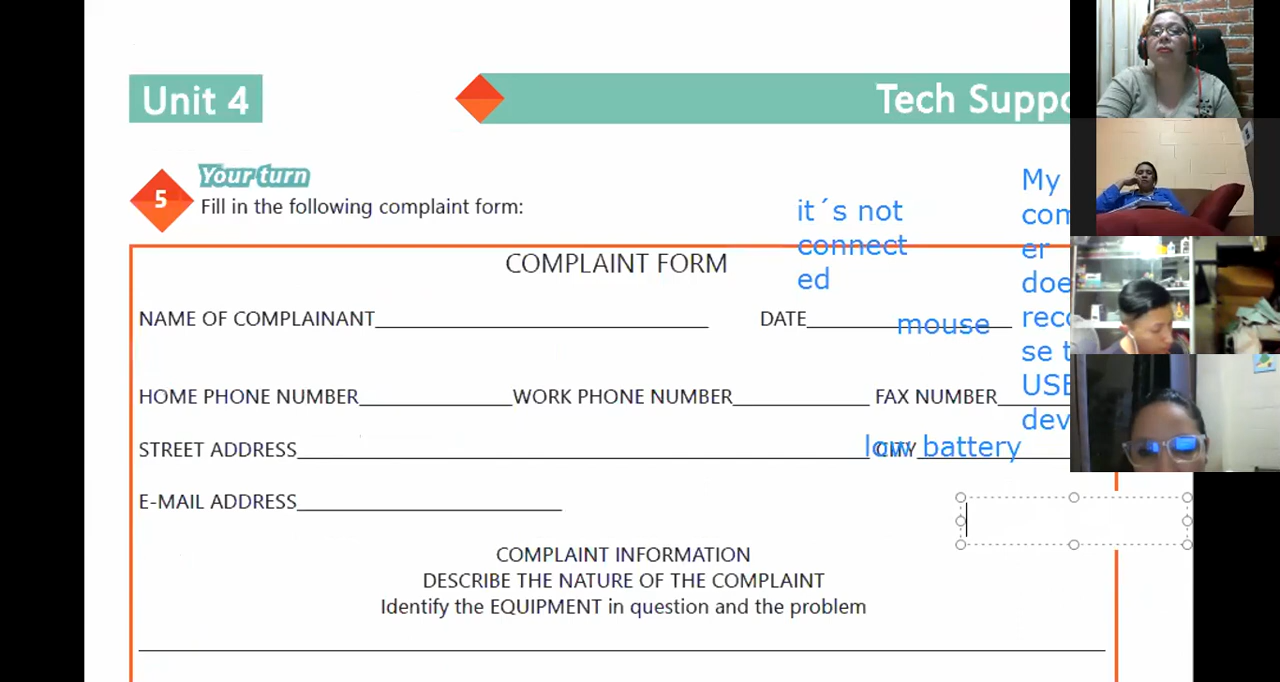 Unit 4
Tech Suppo
5
Your turn
Fill in the following complaint form:
it´s not
connect
ed
My
com
er
doe
reco
se t
USB
dev
mouse
low battery
COMPLAINT FORM
NAME OF COMPLAINANT
DATE
HOME PHONE NUMBER
WORK PHONE NUMBER
FAX NUMBER
STREET ADDRESS
CITY
E-MAIL ADDRESS
COMPLAINT INFORMATION
DESCRIBE THE NATURE OF THE COMPLAINT
Identify the EQUIPMENT in question and the problem